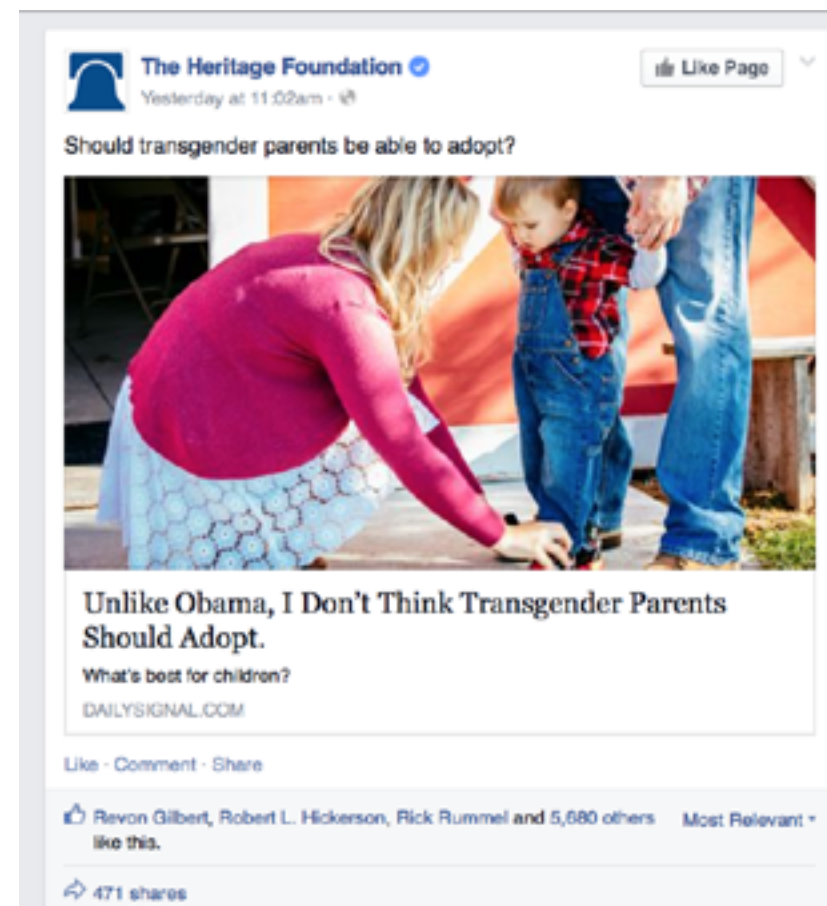 The Heritage Foundation
Like Page
Yesterday at 11:02am ·
Should transgender parents be able to adopt?
Unlike Obama, I Don't Think Transgender Parents
Should Adopt.
What's best for children?
DAILYSIGNAL.COM
Like · Comment · Share
Revon Gilbert, Robert L. Hickerson, Rick Rummel and 5,680 others
like this.
Most Relevant
471 shares